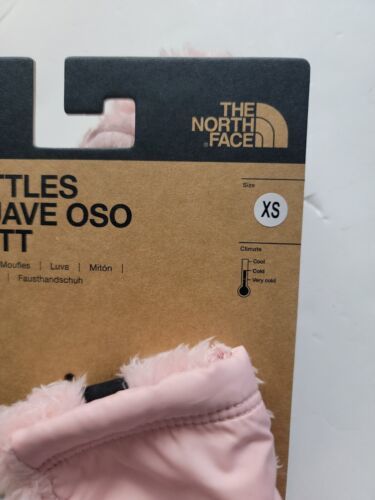 THE
NORTH
FACE
TTLES
UAVE OSO
TT
Size
XS
Moufles | Luva | Mitón |
| Fausthandschuh
Climate
Cool
Cold
Very cold